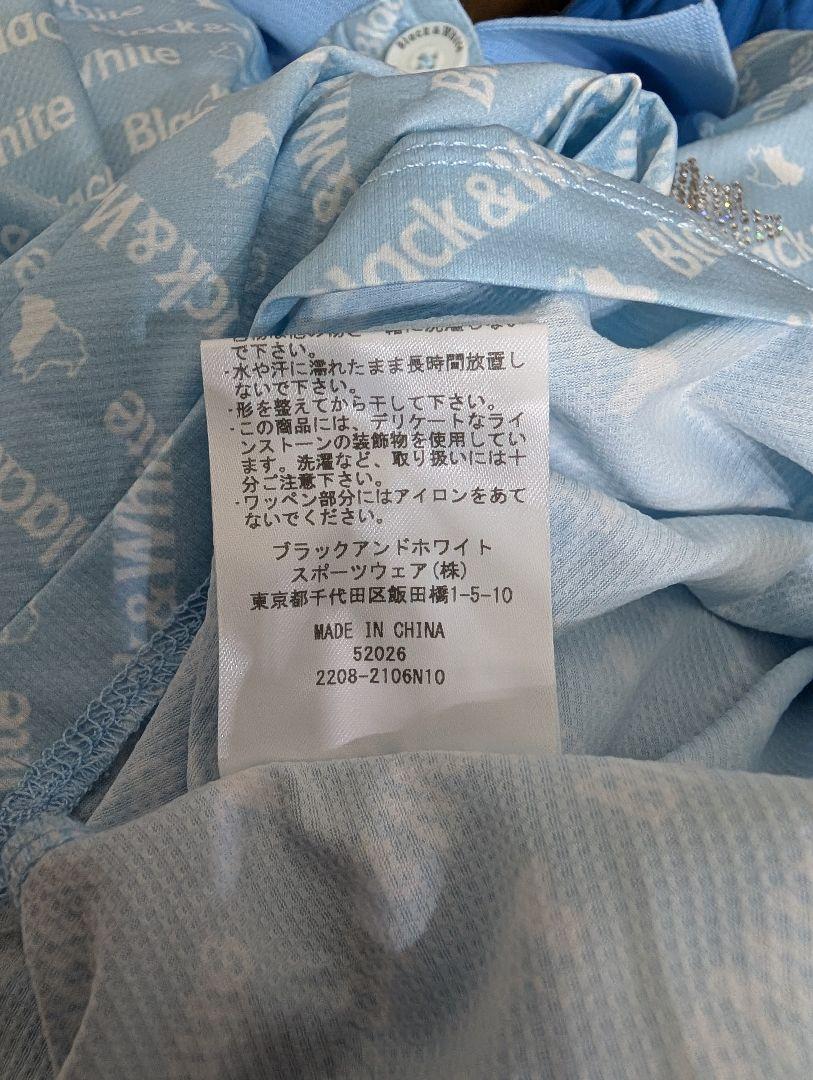 Black
White
White
Black
Black & White
Black&W
Black&W
Black
で下さい。
・水や汗に濡れたまま長時間放置し
ないで下さい。
・形を整えてから干して下さい。
・この商品には、デリケートなライ
ンストーンの装飾物を使用してい
ます。洗濯など、取り扱いには十
分ご注意下さい。
・ワッペン部分にはアイロンをあて
ないでください。
ブラックアンドホワイト
スポーツウェア(株)
東京都千代田区飯田橋1-5-10
MADE IN CHINA
52026
2208-2106N10